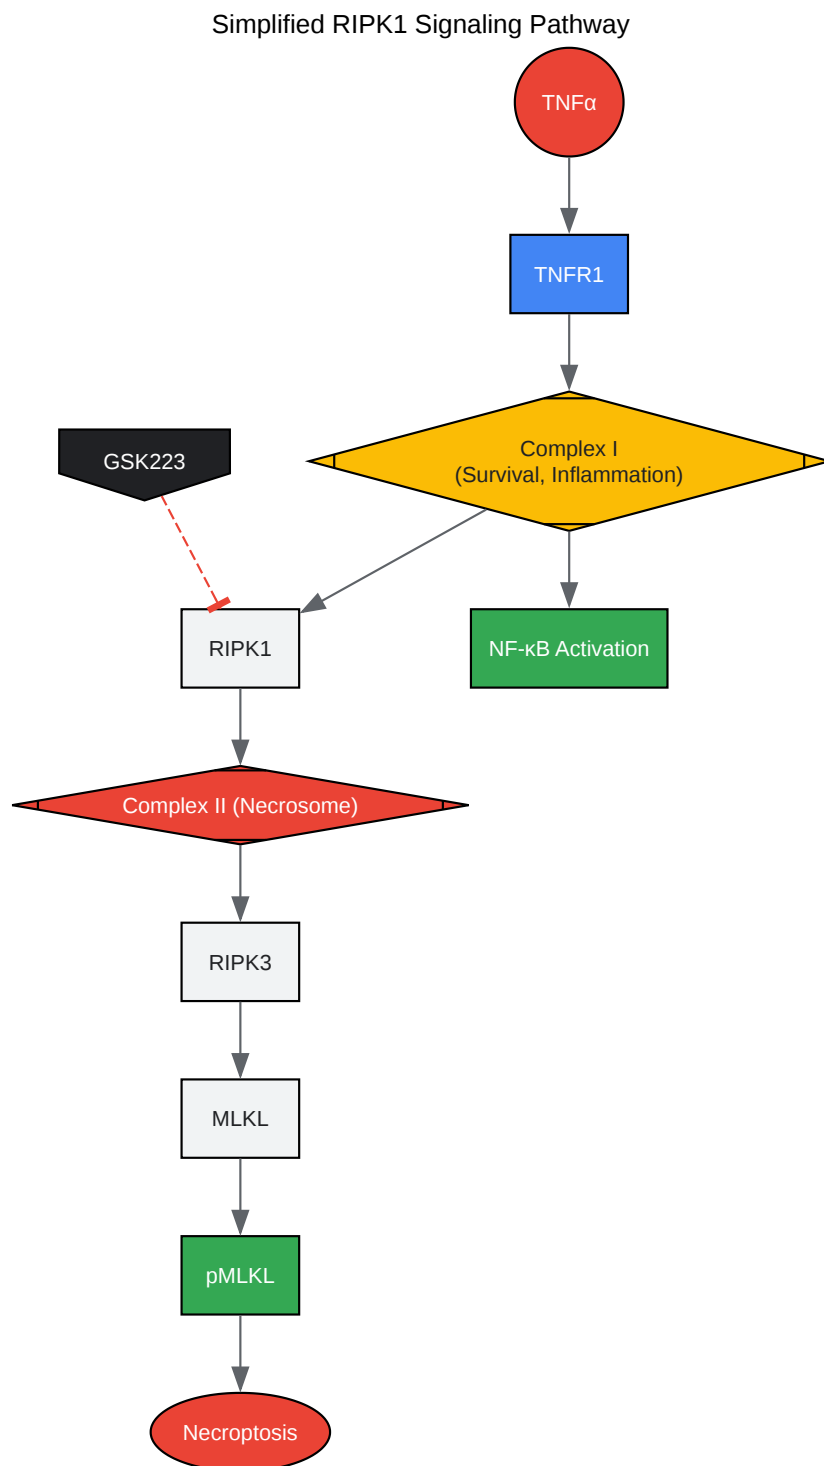 Simplified RIPK1 Signaling Pathway
TNFα
TNFR1
Complex I
(Survival, Inflammation)
GSK223
RIPK1
NF-κB Activation
Complex II (Necrosome)
RIPK3
MLKL
pMLKL
Necroptosis